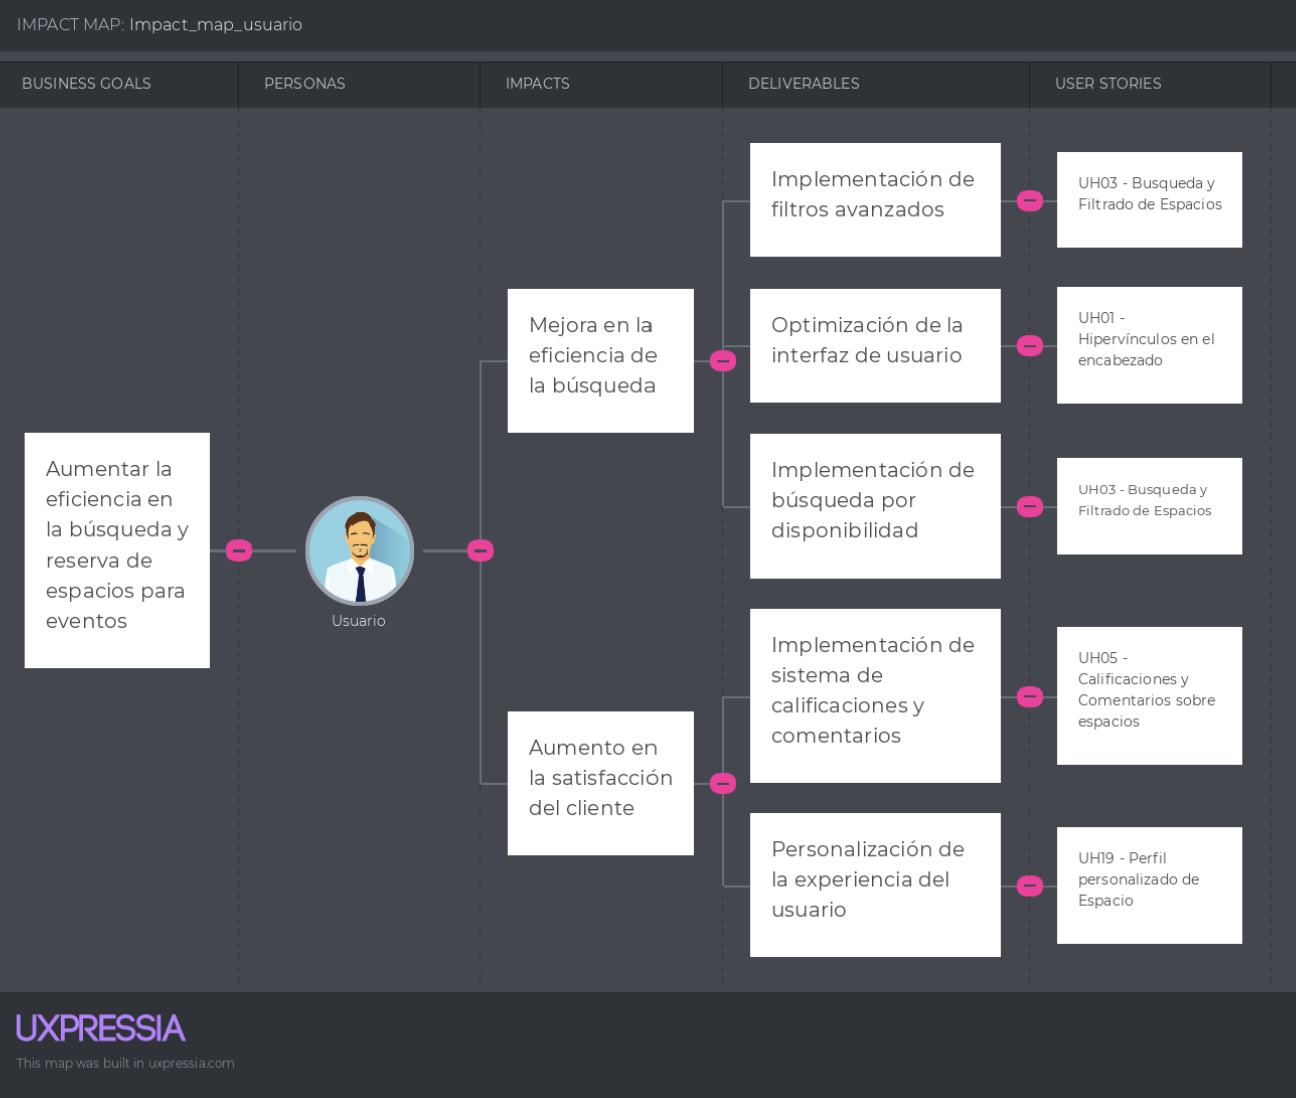 IMPACT MAP: Impact_map_usuario
BUSINESS GOALS
PERSONAS
IMPACTS
DELIVERABLES
USER STORIES
Aumentar la
eficiencia en
la búsqueda y
reserva de
espacios para
eventos
Usuario
Mejora en la
eficiencia de
la búsqueda
Implementación de
filtros avanzados
UH03 - Busqueda y
Filtrado de Espacios
Optimización de la
interfaz de usuario
UH01 -
Hipervínculos en el
encabezado
Implementación de
búsqueda por
disponibilidad
UH03 - Busqueda y
Filtrado de Espacios
Aumento en
la satisfacción
del cliente
Implementación de
sistema de
calificaciones y
comentarios
UH05 -
Calificaciones y
Comentarios sobre
espacios
Personalización de
la experiencia del
usuario
UH19 - Perfil
personalizado de
Espacio
UXPRESSIA
This map was built in uxpressia.com